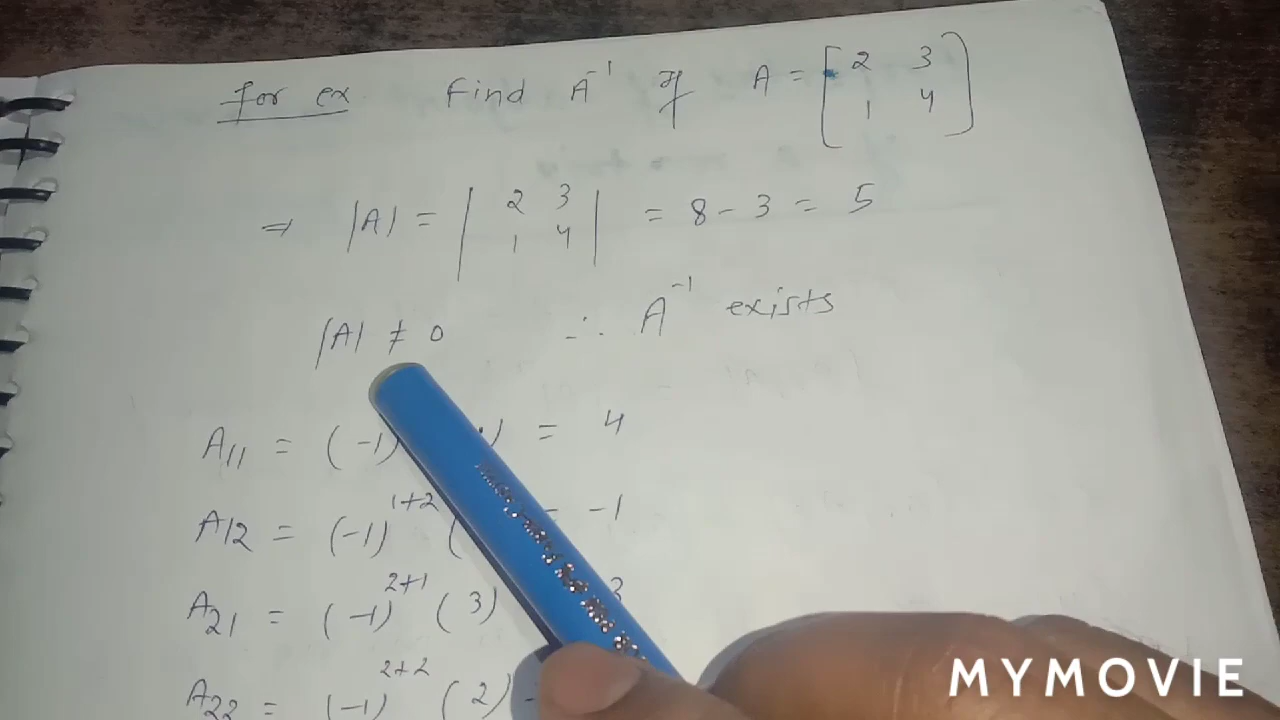 for ex Find A⁻¹ if A = [2 3
1 4]
⇒ |A| = | 2 3
1 4 | = 8 - 3 = 5
|A| ≠ 0 ∴ A⁻¹ exists
A11 = (-1) = 4
A12 = (-1)^1+2 ( = -1
A21 = (-1)^2+1 (3) 3
A22 = (-1)^2+2 (2)
MYMOVIE